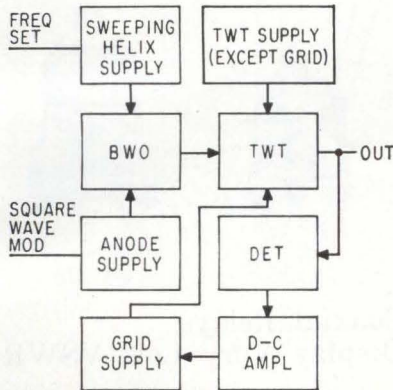 FREQ
SET
SWEEPING
HELIX
SUPPLY
TWT SUPPLY
(EXCEPT GRID)
BWO
TWT
OUT
SQUARE
WAVE
MOD
ANODE
SUPPLY
DET
GRID
SUPPLY
D-C
AMPL